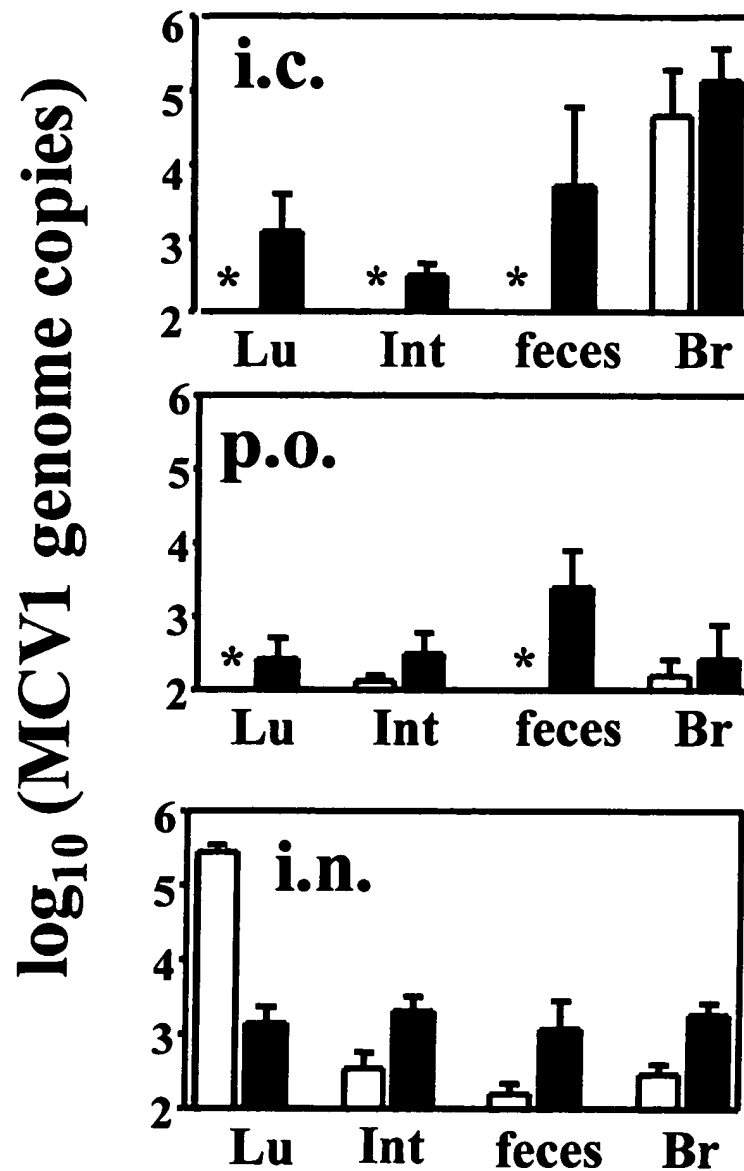 log₁₀ (MCV1 genome copies)
i.c.
6
5
4
3
2
* * *
Lu Int feces Br
p.o.
6
5
4
3
2
* *
Lu Int feces Br
i.n.
6
5
4
3
2
Lu Int feces Br